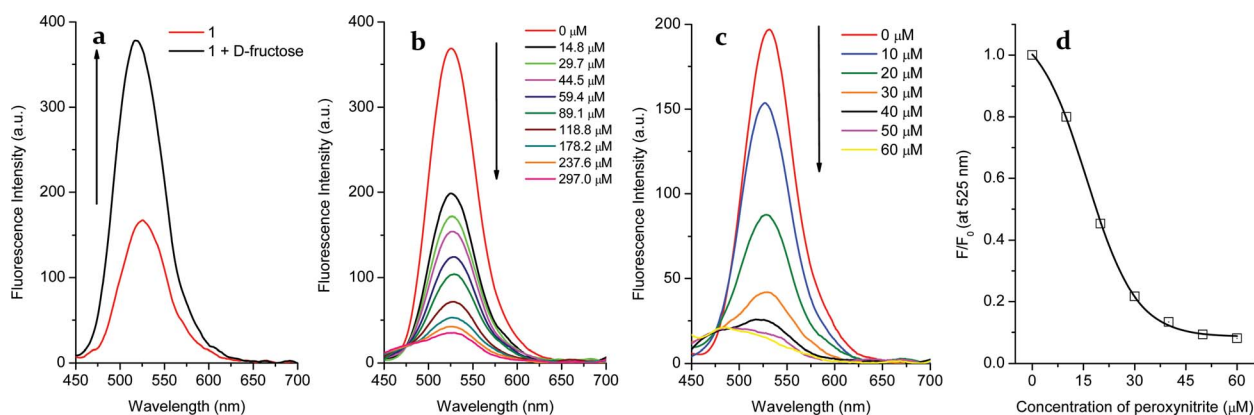 a
1
1 + D-fructose
400
300
200
100
0
Fluorescence Intensity (a.u.)
450 500 550 600 650 700
Wavelength (nm)
b
0 µM
14.8 µM
29.7 µM
44.5 µM
59.4 µM
89.1 µM
118.8 µM
178.2 µM
237.6 µM
297.0 µM
400
300
200
100
0
Fluorescence Intensity (a.u.)
450 500 550 600 650 700
Wavelength (nm)
c
0 µM
10 µM
20 µM
30 µM
40 µM
50 µM
60 µM
200
150
100
50
0
Fluorescence Intensity (a.u.)
450 500 550 600 650 700
Wavelength (nm)
d
1.0
0.8
0.6
0.4
0.2
0.0
F/F0 (at 525 nm)
0 15 30 45 60
Concentration of peroxynitrite (µM)